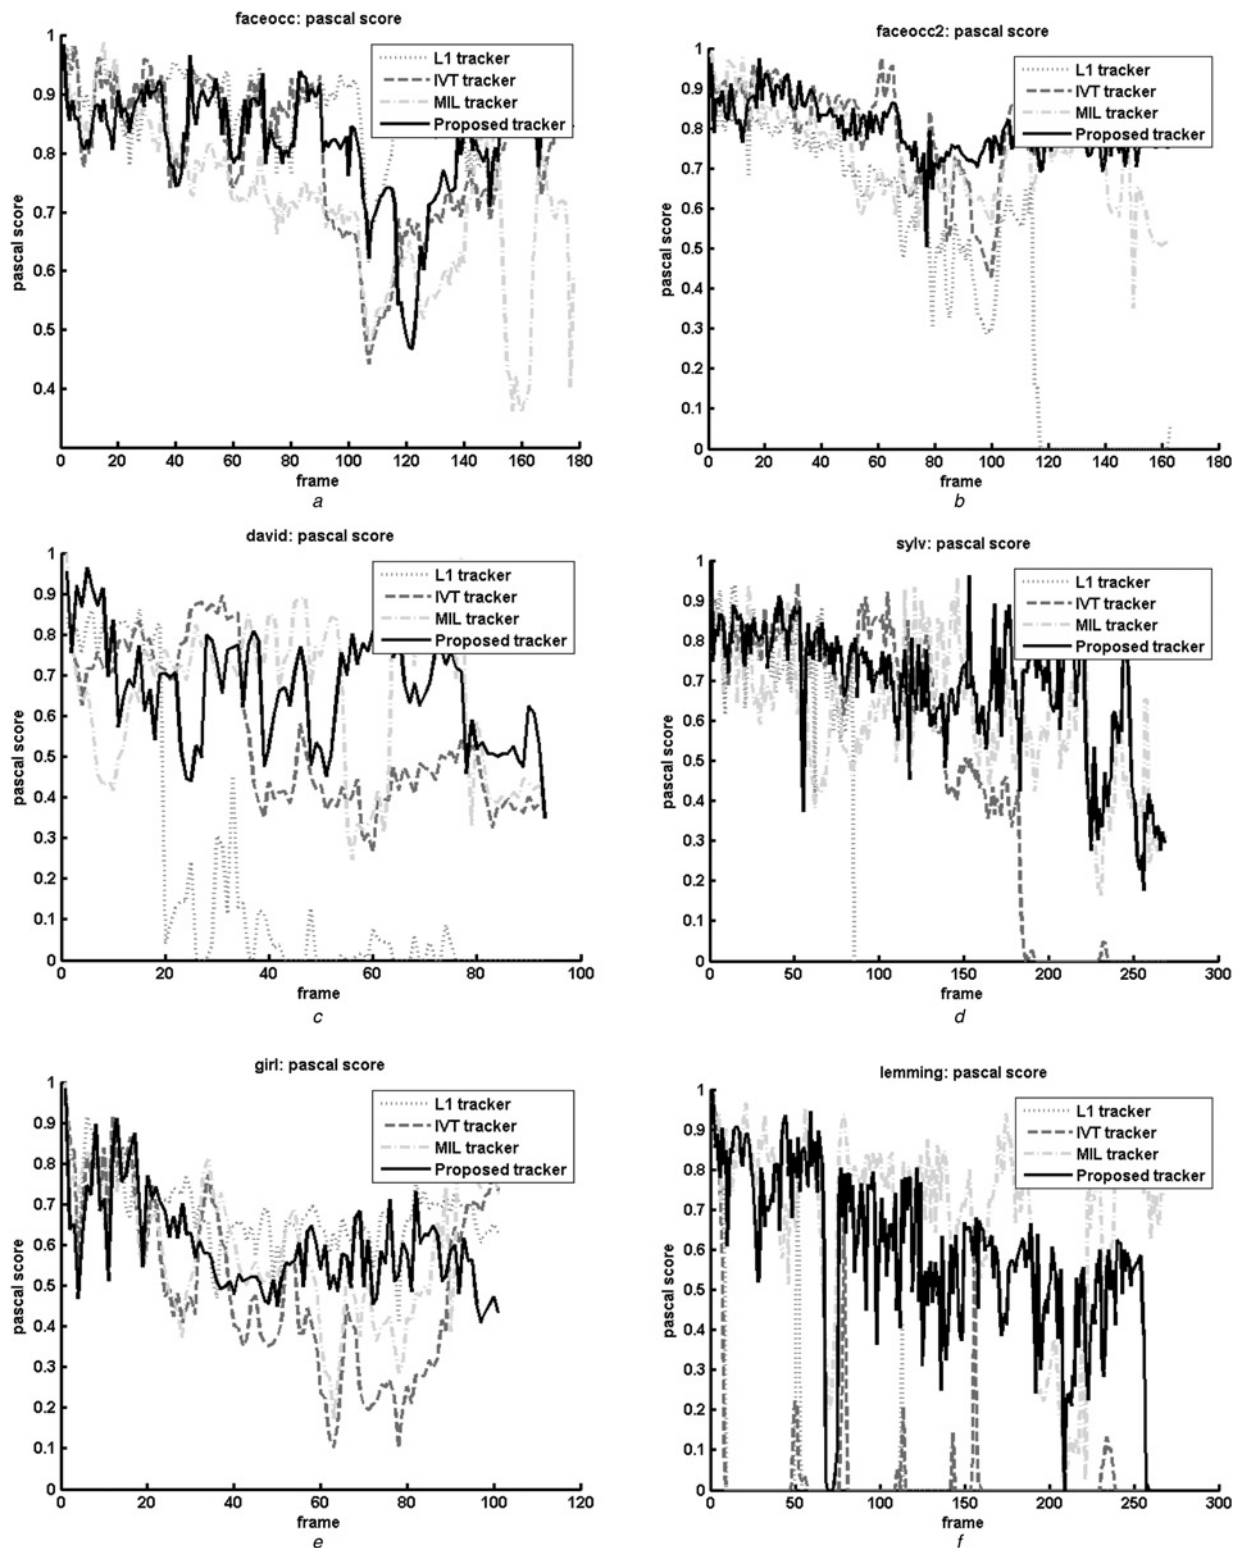 faceocc: pascal score
1
0.9
0.8
0.7
0.6
0.5
0.4
pascal score
L1 tracker
IVT tracker
MIL tracker
Proposed tracker
0 20 40 60 80 100 120 140 160 180
frame
a
faceocc2: pascal score
1
0.9
0.8
0.7
0.6
0.5
0.4
0.3
0.2
0.1
0
pascal score
L1 tracker
IVT tracker
MIL tracker
Proposed tracker
0 20 40 60 80 100 120 140 160 180
frame
b
david: pascal score
1
0.9
0.8
0.7
0.6
0.5
0.4
0.3
0.2
0.1
0
pascal score
L1 tracker
IVT tracker
MIL tracker
Proposed tracker
0 20 40 60 80 100
frame
c
sylv: pascal score
1
0.9
0.8
0.7
0.6
0.5
0.4
0.3
0.2
0.1
0
pascal score
L1 tracker
IVT tracker
MIL tracker
Proposed tracker
0 50 100 150 200 250 300
frame
d
girl: pascal score
1
0.9
0.8
0.7
0.6
0.5
0.4
0.3
0.2
0.1
0
pascal score
L1 tracker
IVT tracker
MIL tracker
Proposed tracker
0 20 40 60 80 100 120
frame
e
lemming: pascal score
1
0.9
0.8
0.7
0.6
0.5
0.4
0.3
0.2
0.1
0
pascal score
L1 tracker
IVT tracker
MIL tracker
Proposed tracker
0 50 100 150 200 250 300
frame
f